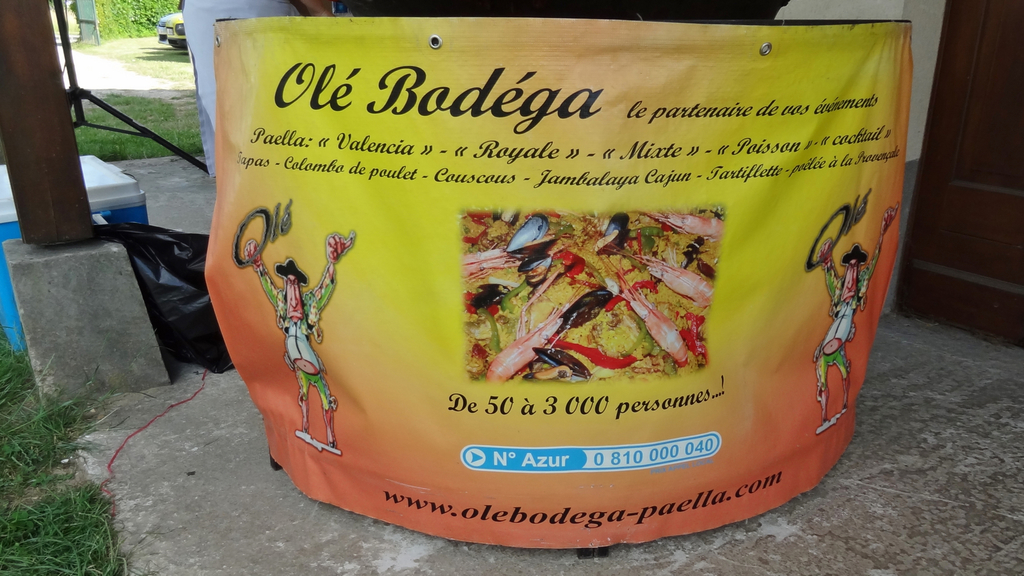 Olé Bodéga le partenaire de vos événements
Paella: « Valencia » - « Royale » - « Mixte » - « Poisson » - « cocktail »
Tapas - Colombo de poulet - Couscous - Jambalaya Cajun - Tartiflette - poêlée à la Provençale
Olé
Olé
De 50 à 3 000 personnes...!
N° Azur 0 810 000 040
www.olebodega-paella.com